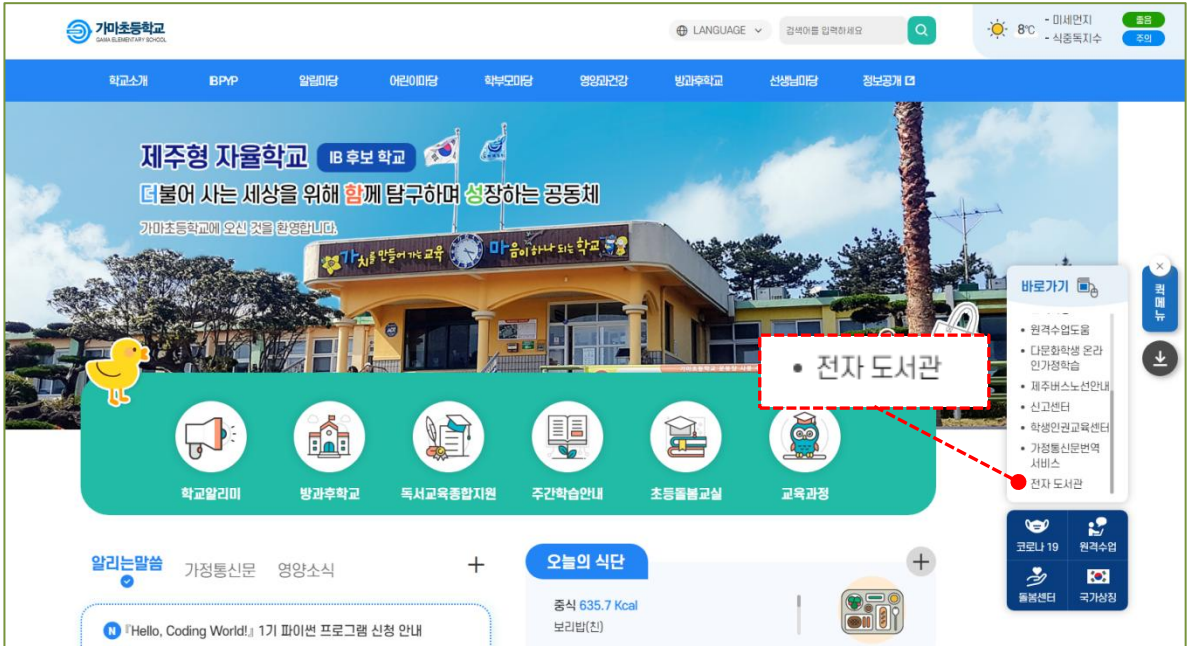 가마초등학교
GAMA ELEMENTARY SCHOOL
LANGUAGE
검색어를 입력하세요
8℃
- 미세먼지 좋음
- 식중독지수 주의
학교소개 IB PYP 알림마당 어린이마당 학부모마당 영양과건강 방과후학교 선생님마당 정보공개
제주형 자율학교 IB 후보 학교
더불어 사는 세상을 위해 함께 탐구하며 성장하는 공동체
가마초등학교에 오신 것을 환영합니다.
가치를 만들어 가는 교육 마음이 하나 되는 학교
바로가기
퀵메뉴
• 원격수업도움
• 다문화학생 온라
인가정학습
• 제주버스노선안내
• 신고센터
• 학생인권교육센터
• 가정통신문번역
서비스
• 전자 도서관
• 전자 도서관
학교알리미 방과후학교 독서교육종합지원 주간학습안내 초등돌봄교실 교육과정
코로나 19 원격수업
돌봄센터 국가상징
알리는말씀 가정통신문 영양소식 +
오늘의 식단 +
중식 635.7 Kcal
보리밥(친)
N 『Hello, Coding World!』 1기 파이썬 프로그램 신청 안내